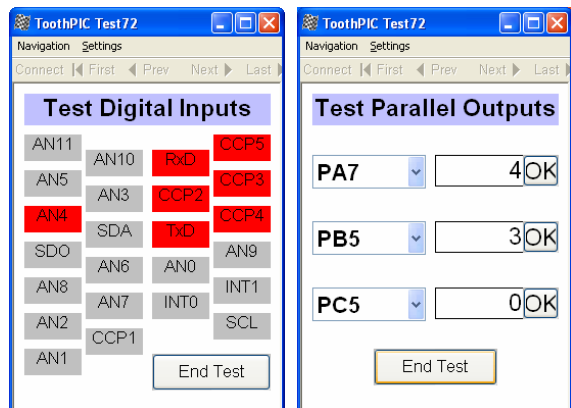 ToothPIC Test72
Navigation Settings
Connect First Prev Next Last
Test Digital Inputs
AN11 CCP5
AN10 RxD
AN5 CCP3
AN3 CCP2
AN4 CCP4
SDA TxD
SDO AN9
AN6 AN0
AN8 INT1
AN7 INT0
AN2 SCL
CCP1
AN1
End Test
ToothPIC Test72
Navigation Settings
Connect First Prev Next Last
Test Parallel Outputs
PA7 4 OK
PB5 3 OK
PC5 0 OK
End Test